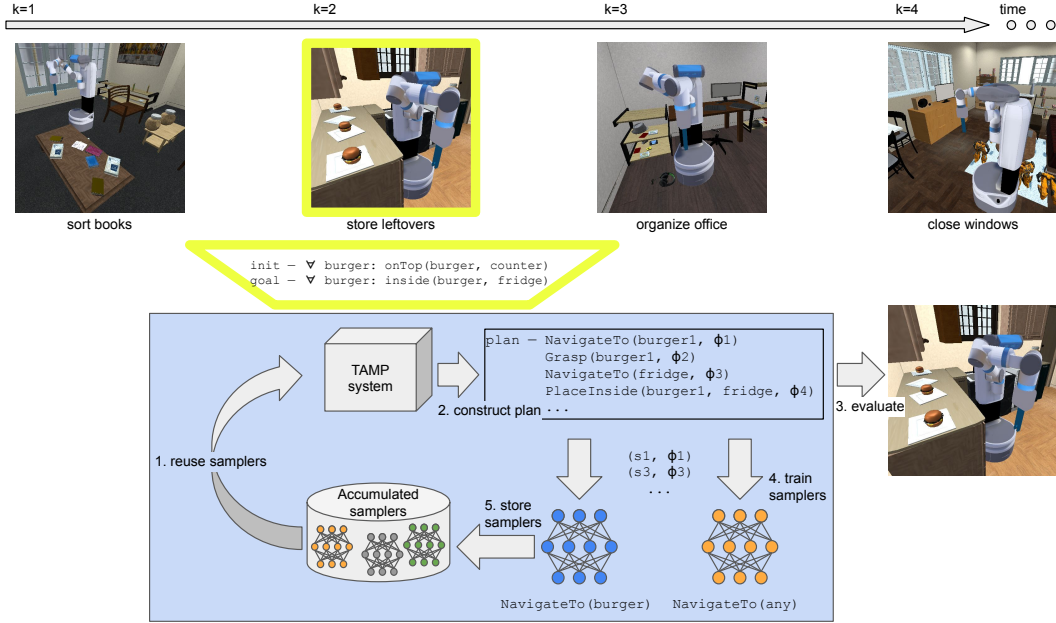 k=1 k=2 k=3 k=4 time
sort books
store leftovers
organize office
close windows
init — ∀ burger: onTop(burger, counter)
goal — ∀ burger: inside(burger, fridge)
TAMP
system
2. construct plan
plan — NavigateTo(burger1, ϕ1)
Grasp(burger1, ϕ2)
NavigateTo(fridge, ϕ3)
PlaceInside(burger1, fridge, ϕ4)
...
3. evaluate
1. reuse samplers
(s1, ϕ1)
(s3, ϕ3)
...
4. train
samplers
Accumulated
samplers
5. store
samplers
NavigateTo(burger)
NavigateTo(any)